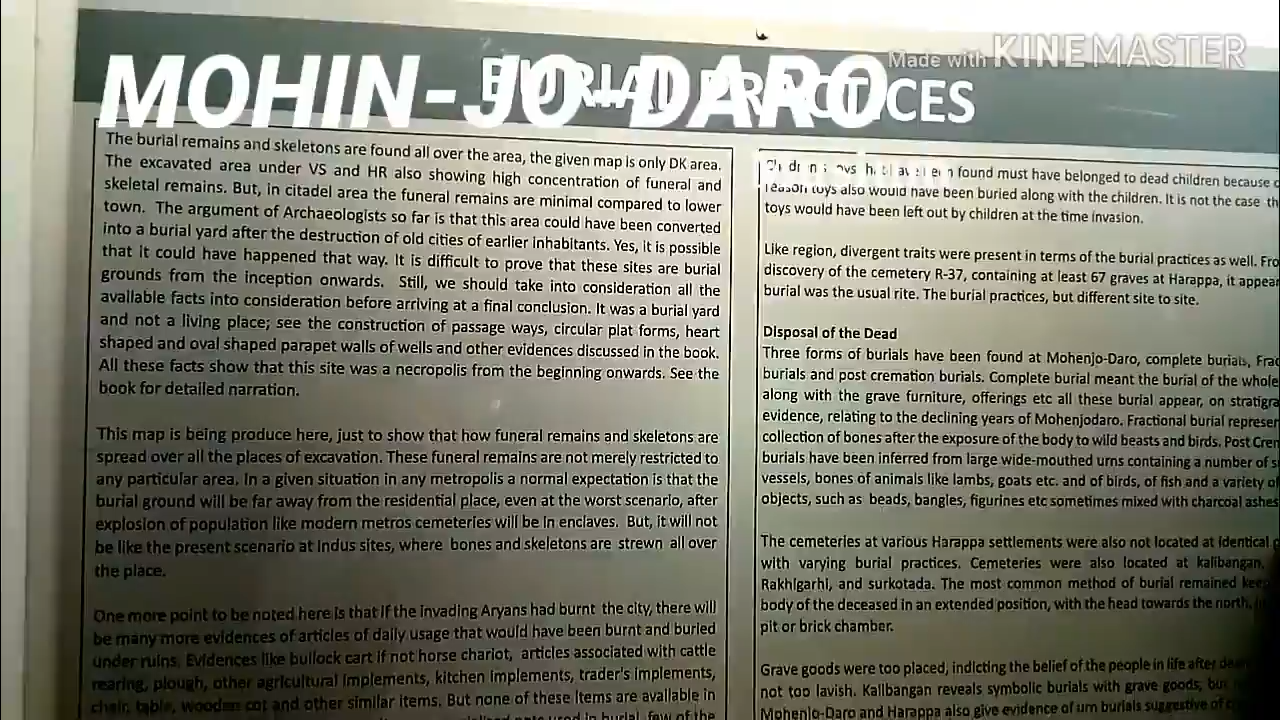 MOHIN-JO-DARO
BURIAL PRACTICES
Made with KINEMASTER
The burial remains and skeletons are found all over the area, the given map is only DK area.
The excavated area under VS and HR also showing high concentration of funeral and
skeletal remains. But, in citadel area the funeral remains are minimal compared to lower
town. The argument of Archaeologists so far is that this area could have been converted
into a burial yard after the destruction of old cities of earlier inhabitants. Yes, it is possible
that it could have happened that way. It is difficult to prove that these sites are burial
grounds from the inception onwards. Still, we should take into consideration all the
available facts into consideration before arriving at a final conclusion. It was a burial yard
and not a living place; see the construction of passage ways, circular plat forms, heart
shaped and oval shaped parapet walls of wells and other evidences discussed in the book.
All these facts show that this site was a necropolis from the beginning onwards. See the
book for detailed narration.
This map is being produce here, just to show that how funeral remains and skeletons are
spread over all the places of excavation. These funeral remains are not merely restricted to
any particular area. In a given situation in any metropolis a normal expectation is that the
burial ground will be far away from the residential place, even at the worst scenario, after
explosion of population like modern metros cemeteries will be in enclaves. But, it will not
be like the present scenario at Indus sites, where bones and skeletons are strewn all over
the place.
One more point to be noted here is that if the invading Aryans had burnt the city, there will
be many more evidences of articles of daily usage that would have been burnt and buried
under ruins. Evidences like bullock cart if not horse chariot, articles associated with cattle
rearing, plough, other agricultural implements, kitchen implements, trader's implements,
chair, table, wooden cot and other similar items. But none of these items are available in
used in burial, few of the
found must have belonged to dead children because
reason toys also would have been buried along with the children. It is not the case
toys would have been left out by children at the time invasion.
Like region, divergent traits were present in terms of the burial practices as well.
discovery of the cemetery R-37, containing at least 67 graves at Harappa, it
burial was the usual rite. The burial practices, but different site to site.
Disposal of the Dead
Three forms of burials have been found at Mohenjo-Daro, complete burials,
burials and post cremation burials. Complete burial meant the burial of the whole
along with the grave furniture, offerings etc all these burial appear, on
evidence, relating to the declining years of Mohenjodaro. Fractional burial
collection of bones after the exposure of the body to wild beasts and birds. Post
burials have been inferred from large wide-mouthed urns containing a number of
vessels, bones of animals like lambs, goats etc. and of birds, of fish and a variety
objects, such as beads, bangles, figurines etc sometimes mixed with charcoal ashes
The cemeteries at various Harappa settlements were also not located at identical
with varying burial practices. Cemeteries were also located at kalibangan,
Rakhigarhi, and surkotada. The most common method of burial remained
body of the deceased in an extended position, with the head towards the north,
pit or brick chamber.
Grave goods were too placed, indicting the belief of the people in life after
not too lavish. Kalibangan reveals symbolic burials with grave goods,
Mohenjo-Daro and Harappa also give evidence of urn burials suggestive of